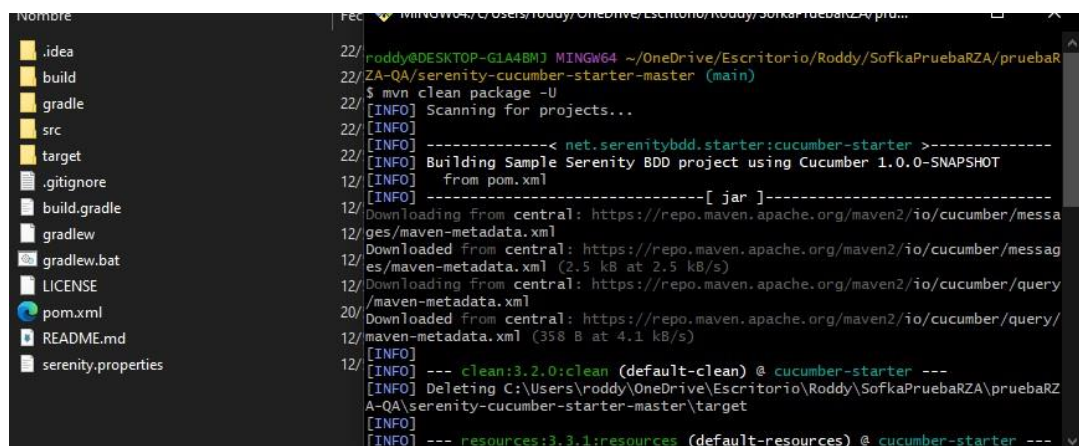 Nombre
Fec
.idea
22/
build
22/
gradle
22/
src
22/
target
22/
.gitignore
12/
build.gradle
12/
gradlew
12/
gradlew.bat
12/
LICENSE
12/
pom.xml
20/
README.md
12/
serenity.properties
12/
MINGW64:/c/Users/roddy/OneDrive/Escritorio/Roddy/SofkaPruebaRZA/pru...
roddy@DESKTOP-G1A4BMJ MINGW64 ~/OneDrive/Escritorio/Roddy/SofkaPruebaRZA/pruebaR
ZA-QA/serenity-cucumber-starter-master (main)
$ mvn clean package -U
[INFO] Scanning for projects...
[INFO]
[INFO] --------------< net.serenitybdd.starter:cucumber-starter >--------------
[INFO] Building Sample Serenity BDD project using Cucumber 1.0.0-SNAPSHOT
[INFO]   from pom.xml
[INFO] --------------------------------[ jar ]---------------------------------
Downloading from central: https://repo.maven.apache.org/maven2/io/cucumber/messa
ges/maven-metadata.xml
Downloaded from central: https://repo.maven.apache.org/maven2/io/cucumber/messag
es/maven-metadata.xml (2.5 kB at 2.5 kB/s)
Downloading from central: https://repo.maven.apache.org/maven2/io/cucumber/query
/maven-metadata.xml
Downloaded from central: https://repo.maven.apache.org/maven2/io/cucumber/query/
maven-metadata.xml (358 B at 4.1 kB/s)
[INFO]
[INFO] --- clean:3.2.0:clean (default-clean) @ cucumber-starter ---
[INFO] Deleting C:\Users\roddy\OneDrive\Escritorio\Roddy\SofkaPruebaRZA\pruebaRZ
A-QA\serenity-cucumber-starter-master\target
[INFO]
[INFO] --- resources:3.3.1:resources (default-resources) @ cucumber-starter ---